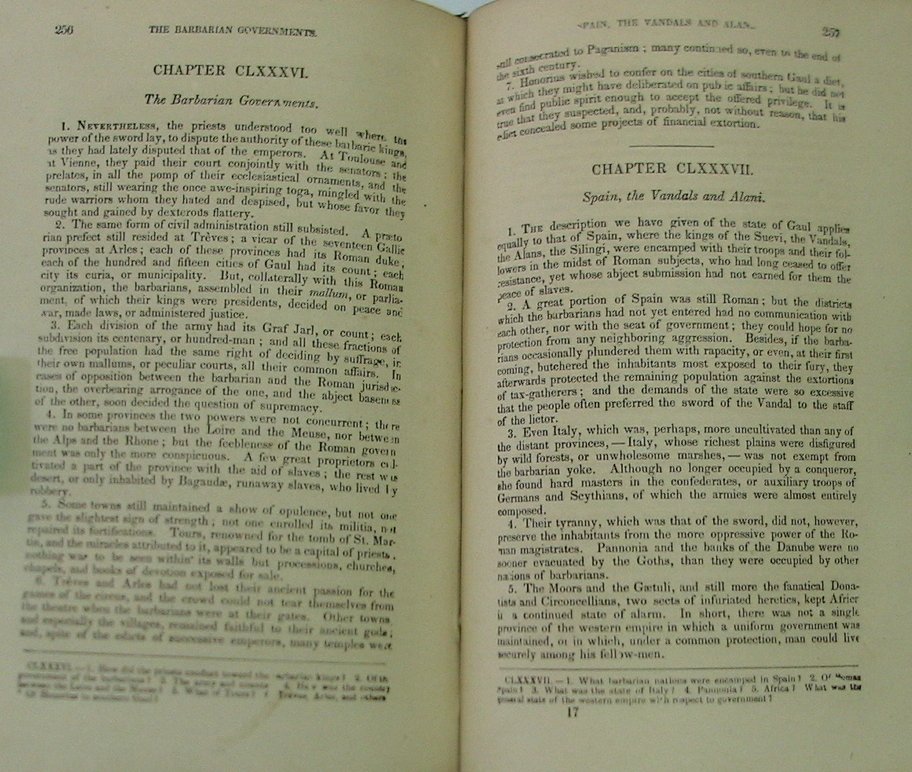 256 THE BARBARIAN GOVERNMENTS.
CHAPTER CLXXXVI.
The Barbarian Governments.
1. NEVERTHELESS, the priests understood too well where the
power of the sword lay, to dispute the authority of these barbaric kings,
as they had lately disputed that of the emperors. At Toulouse and
at Vienne, they paid their court conjointly with the senators; the
prelates, in all the pomp of their ecclesiastical ornaments, and the
senators, still wearing the once awe-inspiring toga, mingled with the
rude warriors whom they hated and despised, but whose favor they
sought and gained by dexterous flattery.
2. The same form of civil administration still subsisted. A præto
rian prefect still resided at Trèves; a vicar of the seventeen Gallic
provinces at Arles; each of these provinces had its Roman duke;
each of the hundred and fifteen cities of Gaul had its count; each
city its curia, or municipality. But, collaterally with this Roman
organization, the barbarians, assembled in their mallum, or parlia-
ment, of which their kings were presidents, decided on peace and
war, made laws, or administered justice.
3. Each division of the army had its Graf Jarl, or count; each
subdivision its centenary, or hundred-man; and all these fractions of
the free population had the same right of deciding by suffrage, in
their own mallums, or peculiar courts, all their common affairs. In
cases of opposition between the barbarian and the Roman jurisdic-
tion, the overbearing arrogance of the one, and the abject baseness
of the other, soon decided the question of supremacy.
4. In some provinces the two powers were not concurrent; there
were no barbarians between the Loire and the Meuse, nor between
the Alps and the Rhone; but the feebleness of the Roman govern
ment was only the more conspicuous. A few great proprietors cul-
tivated a part of the province with the aid of slaves; the rest was
desert, or only inhabited by Bagaudæ, runaway slaves, who lived by
robbery.
5. Some towns still maintained a show of opulence, but not one
gave the slightest sign of strength; not one enrolled its militia, not
repaired its fortifications. Tours, renowned for the tomb of St. Mar-
tin, and the miracles attributed to it, appeared to be a capital of priests,
nothing was to be seen within its walls but processions, churches,
chapels, and books of devotion exposed for sale.
6. Trèves and Arles had not lost their ancient passion for the
games of the circus, and the crowd could not tear themselves from
the theatre when the barbarians were at their gates. Other towns
and especially the villages, remained faithful to their ancient gods;
and, spite of the edicts of successive emperors, many temples were
CLXXXVI.—1. How did the priests conduct toward the barbarian kings? 2. Of the
government of the barbarians? 3. The army and courts 4. How was the county
between the Loire and the Meuse? 5. What of Tours? 6. Trèves, Arles, and others
SPAIN, THE VANDALS AND ALAN.. 257
still consecrated to Paganism; many continued so, even to the end of
the sixth century.
7. Honorius wished to confer on the cities of southern Gaul a diet,
at which they might have deliberated on public affairs; but he did not
even find public spirit enough to accept the offered privilege. It is
true that they suspected, and, probably, not without reason, that his
edict concealed some projects of financial extortion.
CHAPTER CLXXXVII.
Spain, the Vandals and Alani.
1. THE description we have given of the state of Gaul applies
equally to that of Spain, where the kings of the Suevi, the Vandals,
the Alans, the Silingi, were encamped with their troops and their fol-
lowers in the midst of Roman subjects, who had long ceased to offer
resistance, yet whose abject submission had not earned for them the
peace of slaves.
2. A great portion of Spain was still Roman; but the districts
which the barbarians had not yet entered had no communication with
each other, nor with the seat of government; they could hope for no
protection from any neighboring aggression. Besides, if the barba-
rians occasionally plundered them with rapacity, or even, at their first
coming, butchered the inhabitants most exposed to their fury, they
afterwards protected the remaining population against the extortions
of tax-gatherers; and the demands of the state were so excessive
that the people often preferred the sword of the Vandal to the staff
of the lictor.
3. Even Italy, which was, perhaps, more uncultivated than any of
the distant provinces,—Italy, whose richest plains were disfigured
by wild forests, or unwholesome marshes,—was not exempt from
the barbarian yoke. Although no longer occupied by a conqueror,
she found hard masters in the confederates, or auxiliary troops of
Germans and Scythians, of which the armies were almost entirely
composed.
4. Their tyranny, which was that of the sword, did not, however,
preserve the inhabitants from the more oppressive power of the Ro-
man magistrates. Pannonia and the banks of the Danube were no
sooner evacuated by the Goths, than they were occupied by other
nations of barbarians.
5. The Moors and the Gætuli, and still more the fanatical Dona-
tists and Circoncellians, two sects of infuriated heretics, kept Africa
in a continued state of alarm. In short, there was not a single
province of the western empire in which a uniform government was
maintained, or in which, under a common protection, man could live
securely among his fellow-men.
CLXXXVII.—1. What barbarian nations were encamped in Spain? 2. Of Roman
Spain? 3. What was the state of Italy? 4. Pannonia? 5. Africa? What was the
general state of the western empire with respect to government?
17